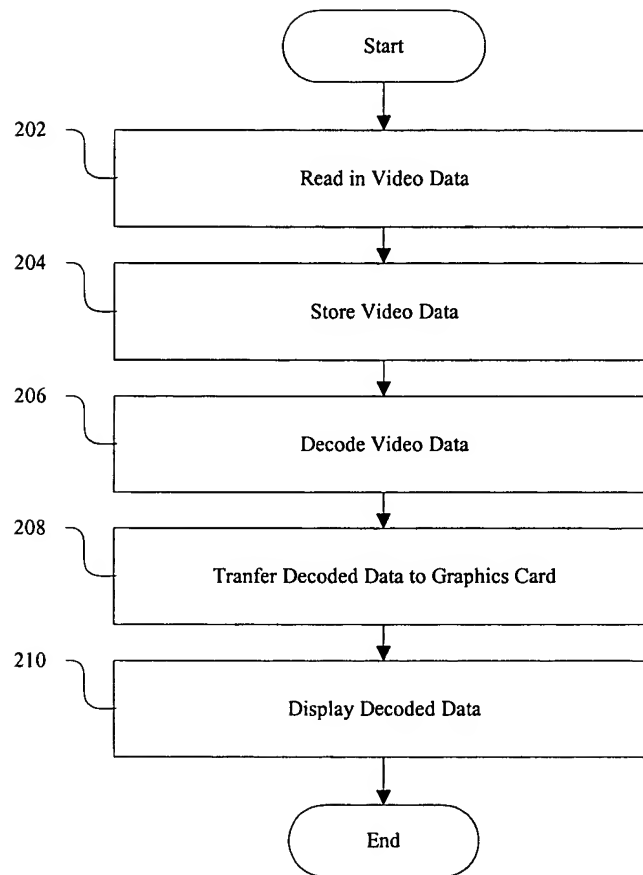 Start
202
Read in Video Data
204
Store Video Data
206
Decode Video Data
208
Tranfer Decoded Data to Graphics Card
210
Display Decoded Data
End